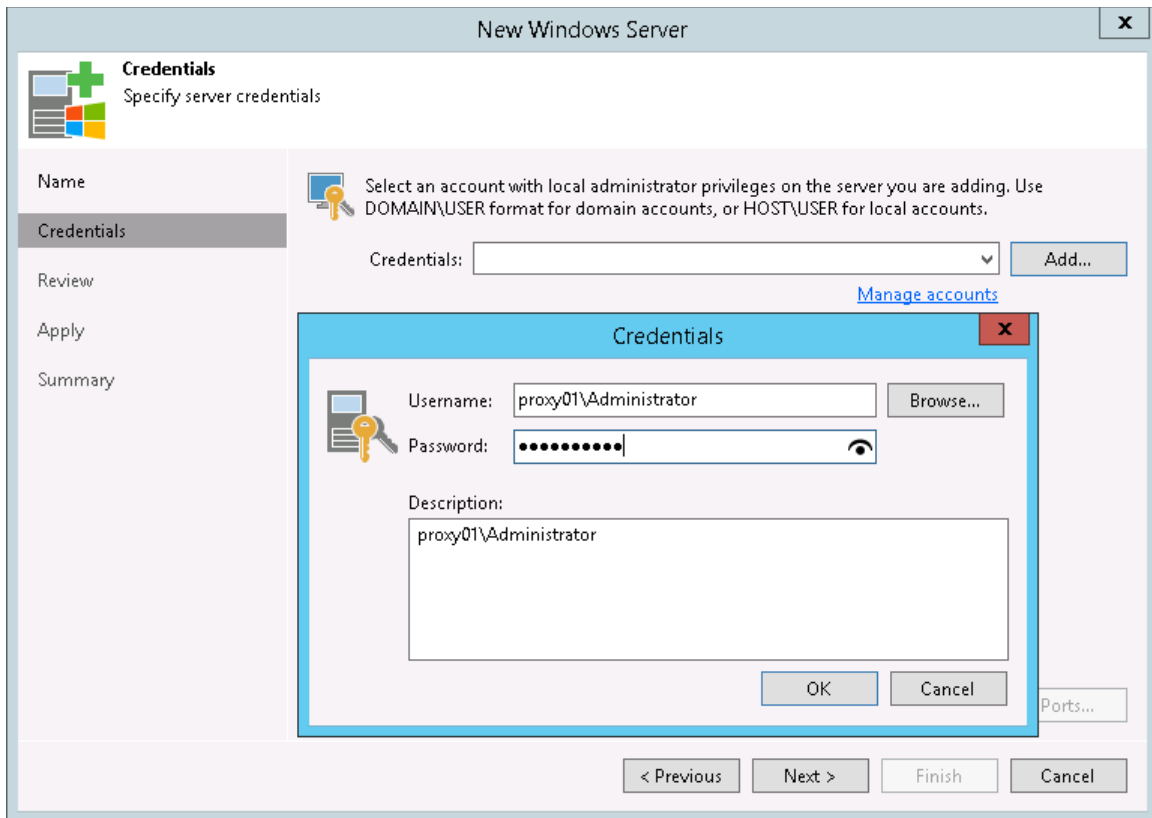 New Windows Server
x
Credentials
Specify server credentials
Name
Credentials
Review
Apply
Summary
Select an account with local administrator privileges on the server you are adding. Use
DOMAIN\USER format for domain accounts, or HOST\USER for local accounts.
Credentials:
Add...
Manage accounts
Credentials
x
Username:
proxy01\Administrator
Browse...
Password:
●●●●●●●●●●
Description:
proxy01\Administrator
OK
Cancel
Ports...
< Previous
Next >
Finish
Cancel